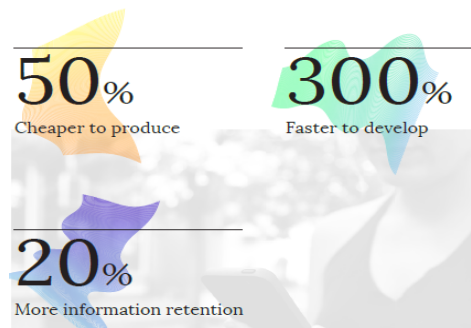 50%
Cheaper to produce
300%
Faster to develop
20%
More information retention